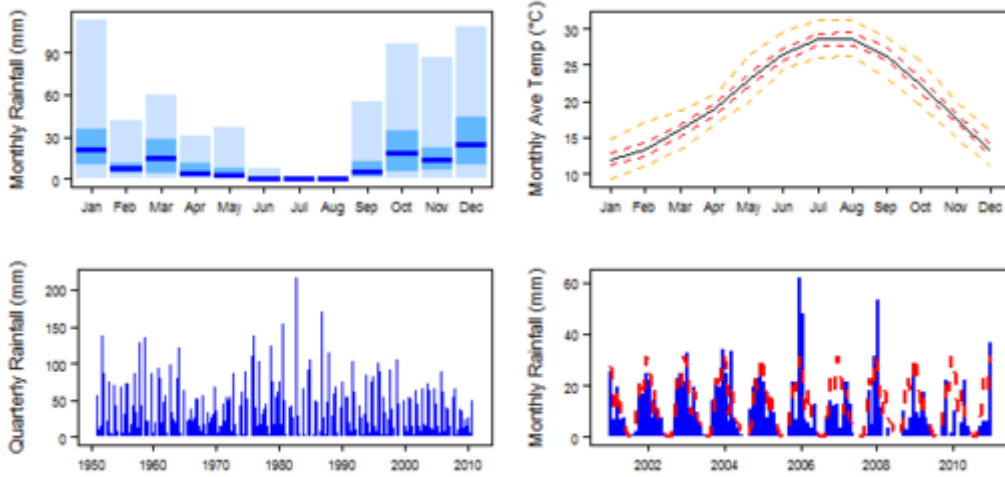 Monthly Rainfall (mm)
90
60
30
0
Jan Feb Mar Apr May Jun Jul Aug Sep Oct Nov Dec
Monthly Ave Temp (°C)
30
25
20
15
10
Jan Feb Mar Apr May Jun Jul Aug Sep Oct Nov Dec
Quarterly Rainfall (mm)
200
150
100
50
0
1950 1960 1970 1980 1990 2000 2010
Monthly Rainfall (mm)
60
40
20
0
2002 2004 2006 2008 2010